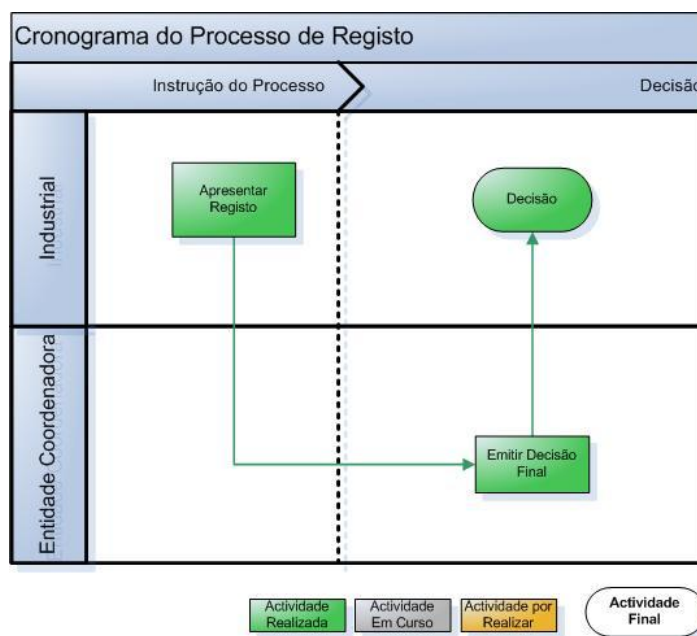 Cronograma do Processo de Registo
Instrução do Processo
Decisão
Industrial
Apresentar
Registo
Decisão
Entidade Coordenadora
Emitir Decisão
Final
Actividade
Realizada
Actividade
Em Curso
Actividade por
Realizar
Actividade
Final